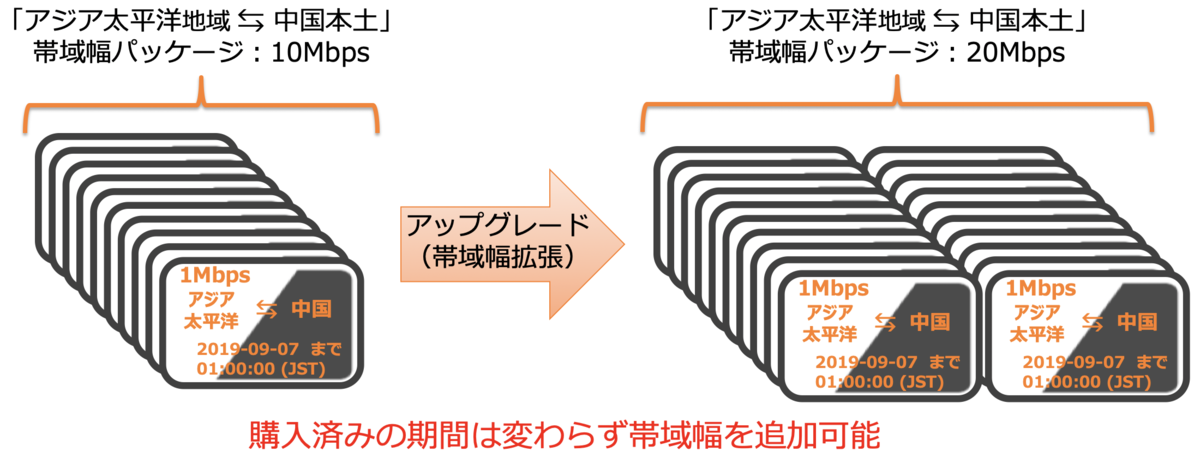 「アジア太平洋地域 ⇆ 中国本土」
帯域幅パッケージ：10Mbps
「アジア太平洋地域 ⇆ 中国本土」
帯域幅パッケージ：20Mbps
1Mbps
アジア
太平洋 ⇆ 中国
2019-09-07 まで
01:00:00 (JST)
アップグレード
（帯域幅拡張）
1Mbps
アジア
太平洋 ⇆ 中国
2019-09-07 まで
01:00:00 (JST)
1Mbps
アジア
太平洋 ⇆ 中国
2019-09-07 まで
01:00:00 (JST)
購入済みの期間は変わらず帯域幅を追加可能